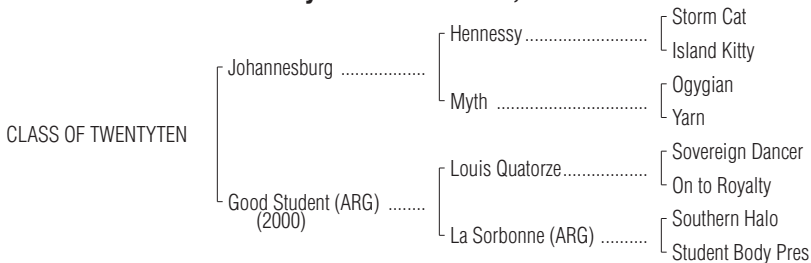 Storm Cat
Hennessy
Island Kitty
Johannesburg
Ogygian
Myth
Yarn
CLASS OF TWENTYTEN
Sovereign Dancer
Louis Quatorze
On to Royalty
Good Student (ARG)
(2000)
Southern Halo
La Sorbonne (ARG)
Student Body Pres